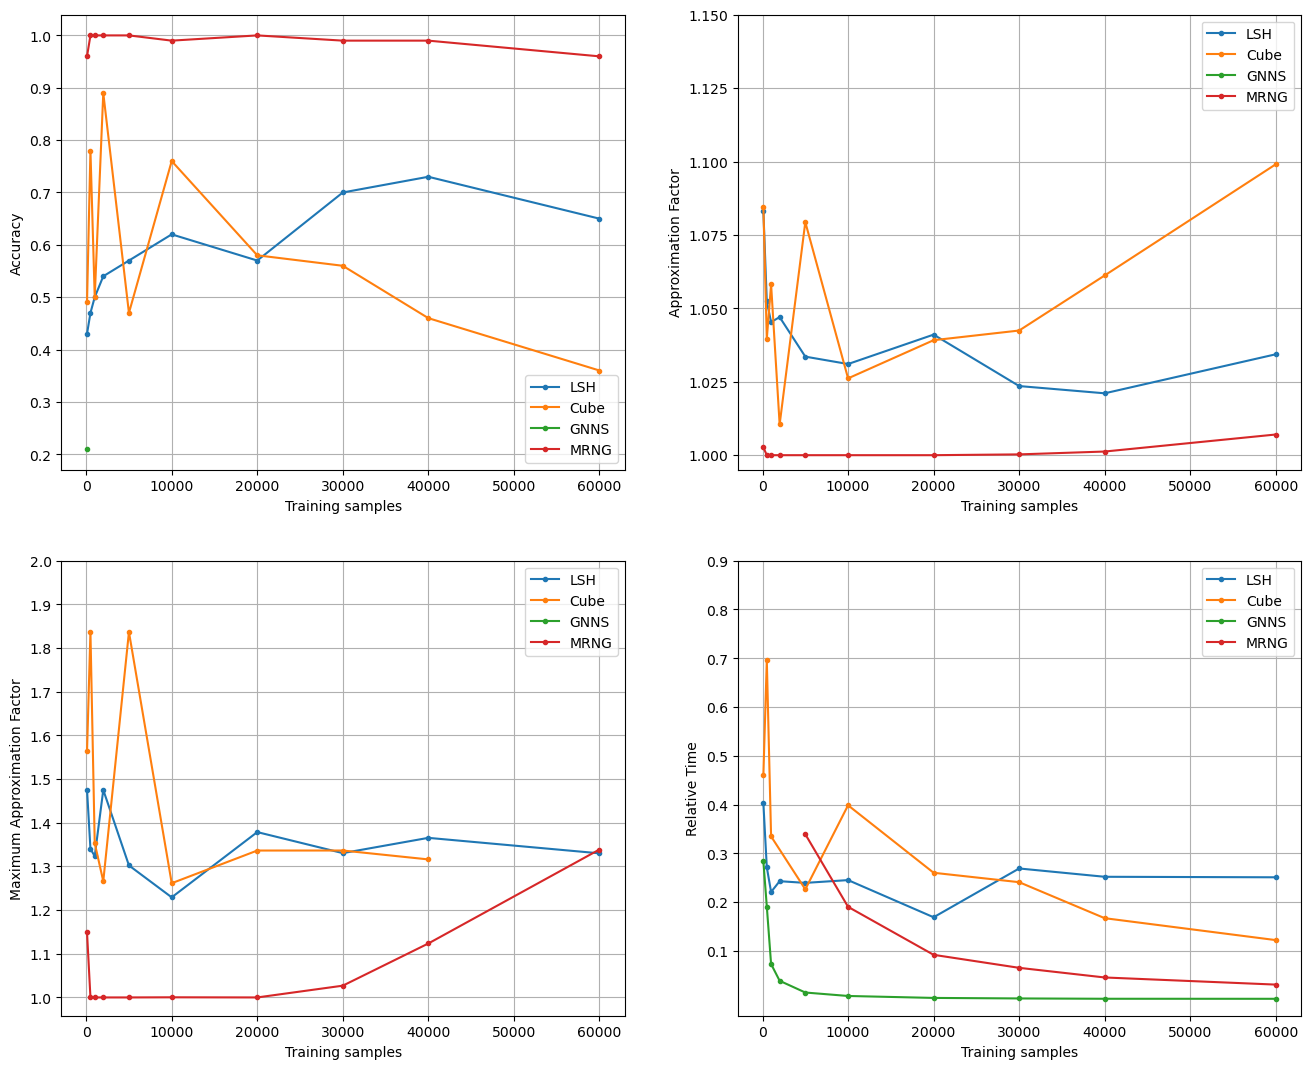 1.0
0.9
0.8
0.7
0.6
0.5
0.4
0.3
0.2
Accuracy
0 10000 20000 30000 40000 50000 60000
Training samples
LSH
Cube
GNNS
MRNG
1.150
1.125
1.100
1.075
1.050
1.025
1.000
Approximation Factor
0 10000 20000 30000 40000 50000 60000
Training samples
LSH
Cube
GNNS
MRNG
2.0
1.9
1.8
1.7
1.6
1.5
1.4
1.3
1.2
1.1
1.0
Maximum Approximation Factor
0 10000 20000 30000 40000 50000 60000
Training samples
LSH
Cube
GNNS
MRNG
0.9
0.8
0.7
0.6
0.5
0.4
0.3
0.2
0.1
Relative Time
0 10000 20000 30000 40000 50000 60000
Training samples
LSH
Cube
GNNS
MRNG